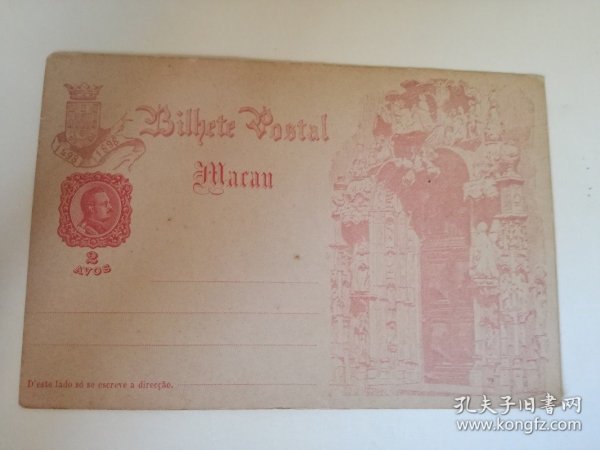 1498 1898
Bilhete Postal
Macau
2
AVOS
D'este lado só se escreve a direcção.
孔夫子旧书网
www.kongfz.com